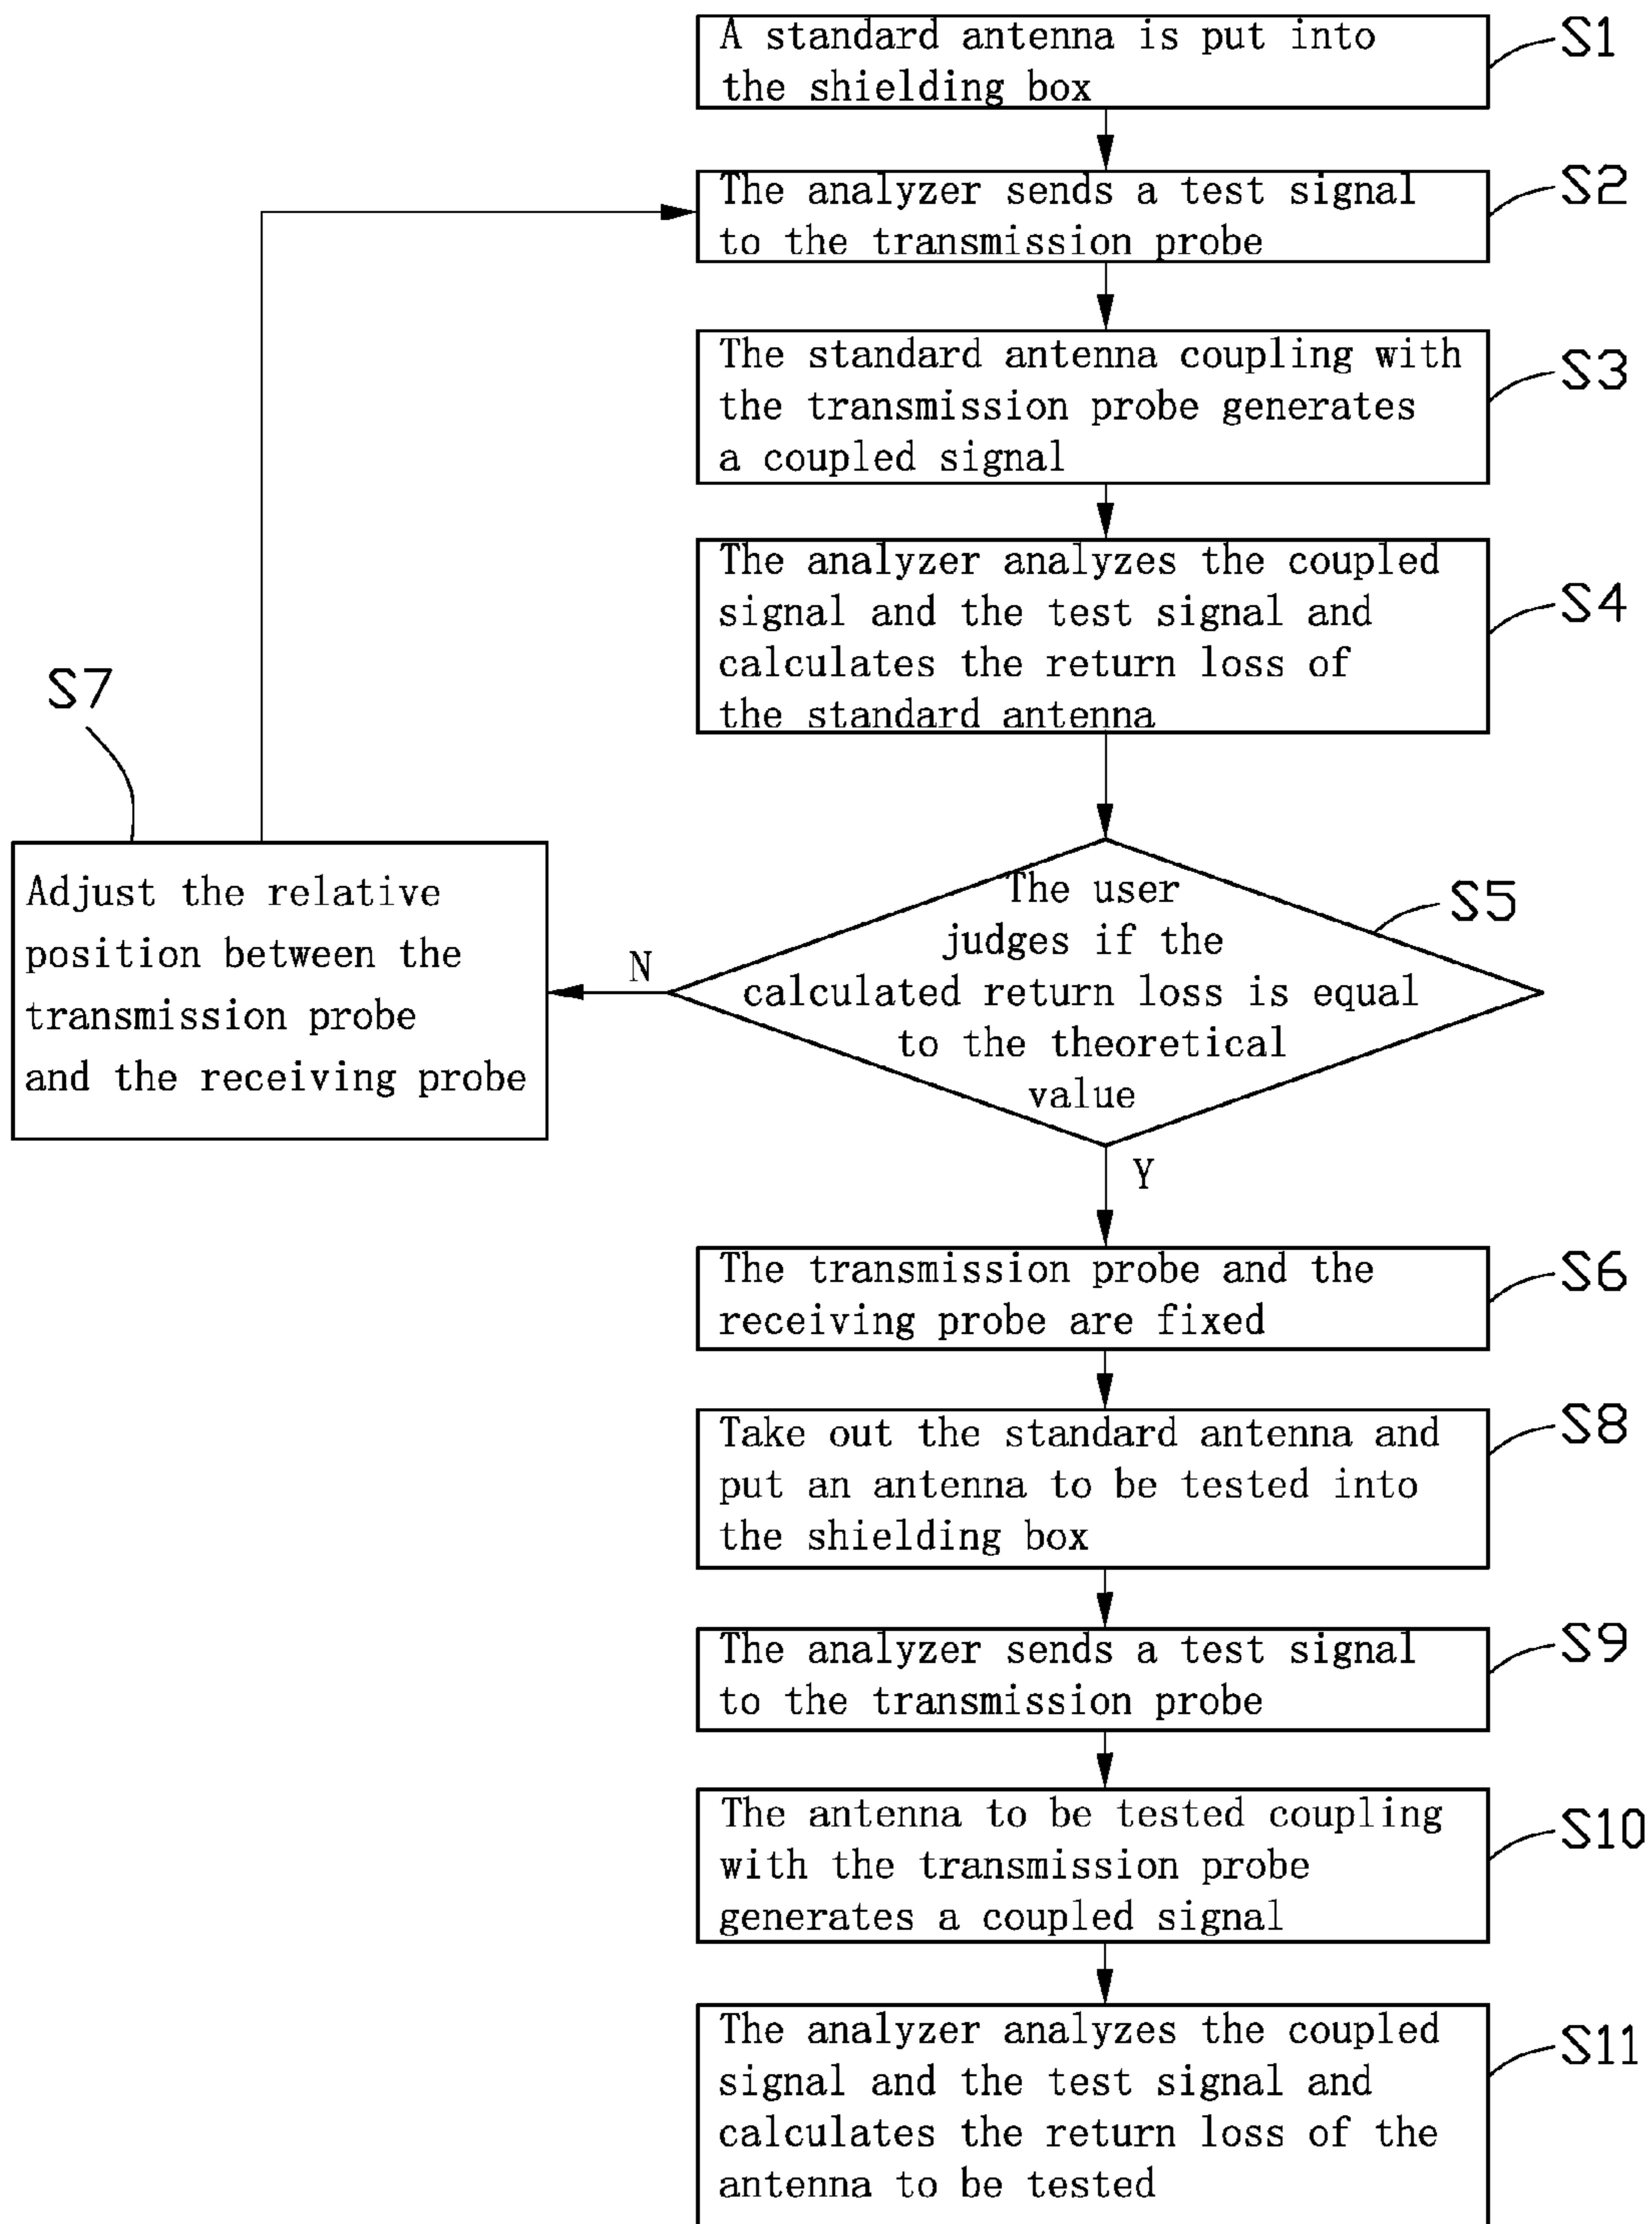 A standard antenna is put into
the shielding box
S1
The analyzer sends a test signal
to the transmission probe
S2
The standard antenna coupling with
the transmission probe generates
a coupled signal
S3
The analyzer analyzes the coupled
signal and the test signal and
calculates the return loss of
the standard antenna
S4
The user
judges if the
calculated return loss is equal
to the theoretical
value
S5
N
S7
Adjust the relative
position between the
transmission probe
and the receiving probe
Y
The transmission probe and the
receiving probe are fixed
S6
Take out the standard antenna and
put an antenna to be tested into
the shielding box
S8
The analyzer sends a test signal
to the transmission probe
S9
The antenna to be tested coupling
with the transmission probe
generates a coupled signal
S10
The analyzer analyzes the coupled
signal and the test signal and
calculates the return loss of the
antenna to be tested
S11